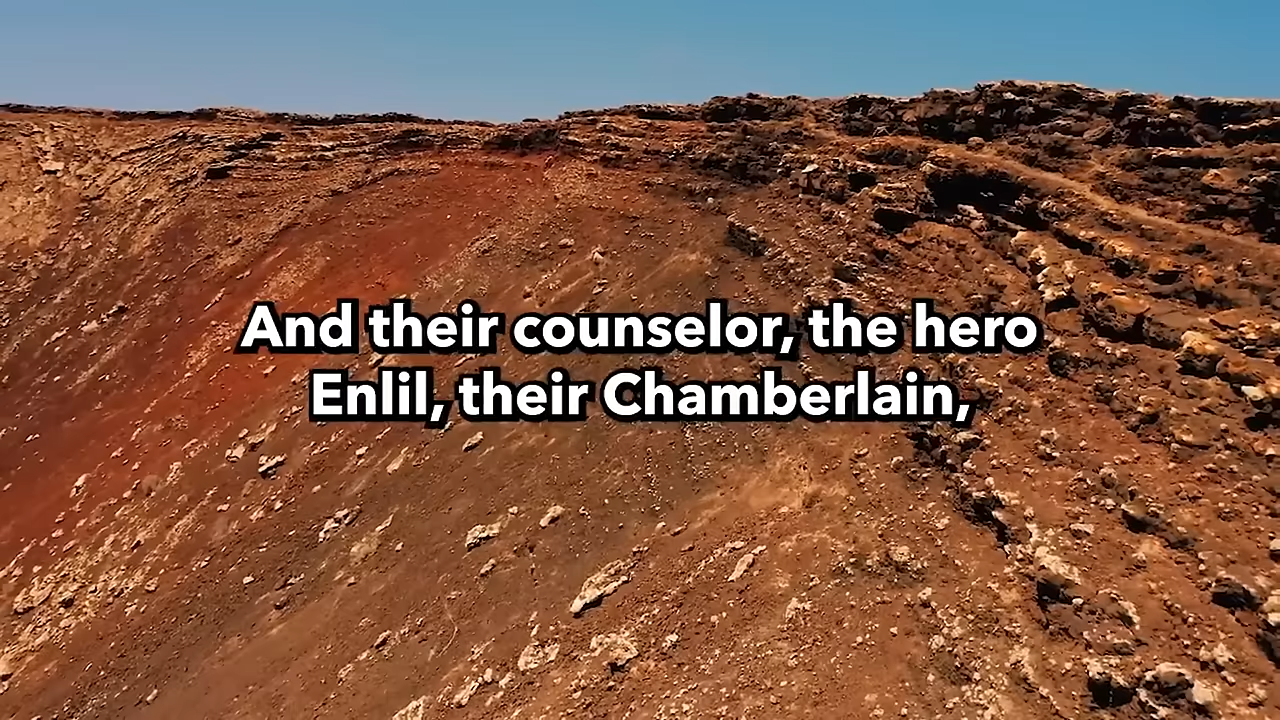 And their counselor, the hero
Enlil, their Chamberlain,